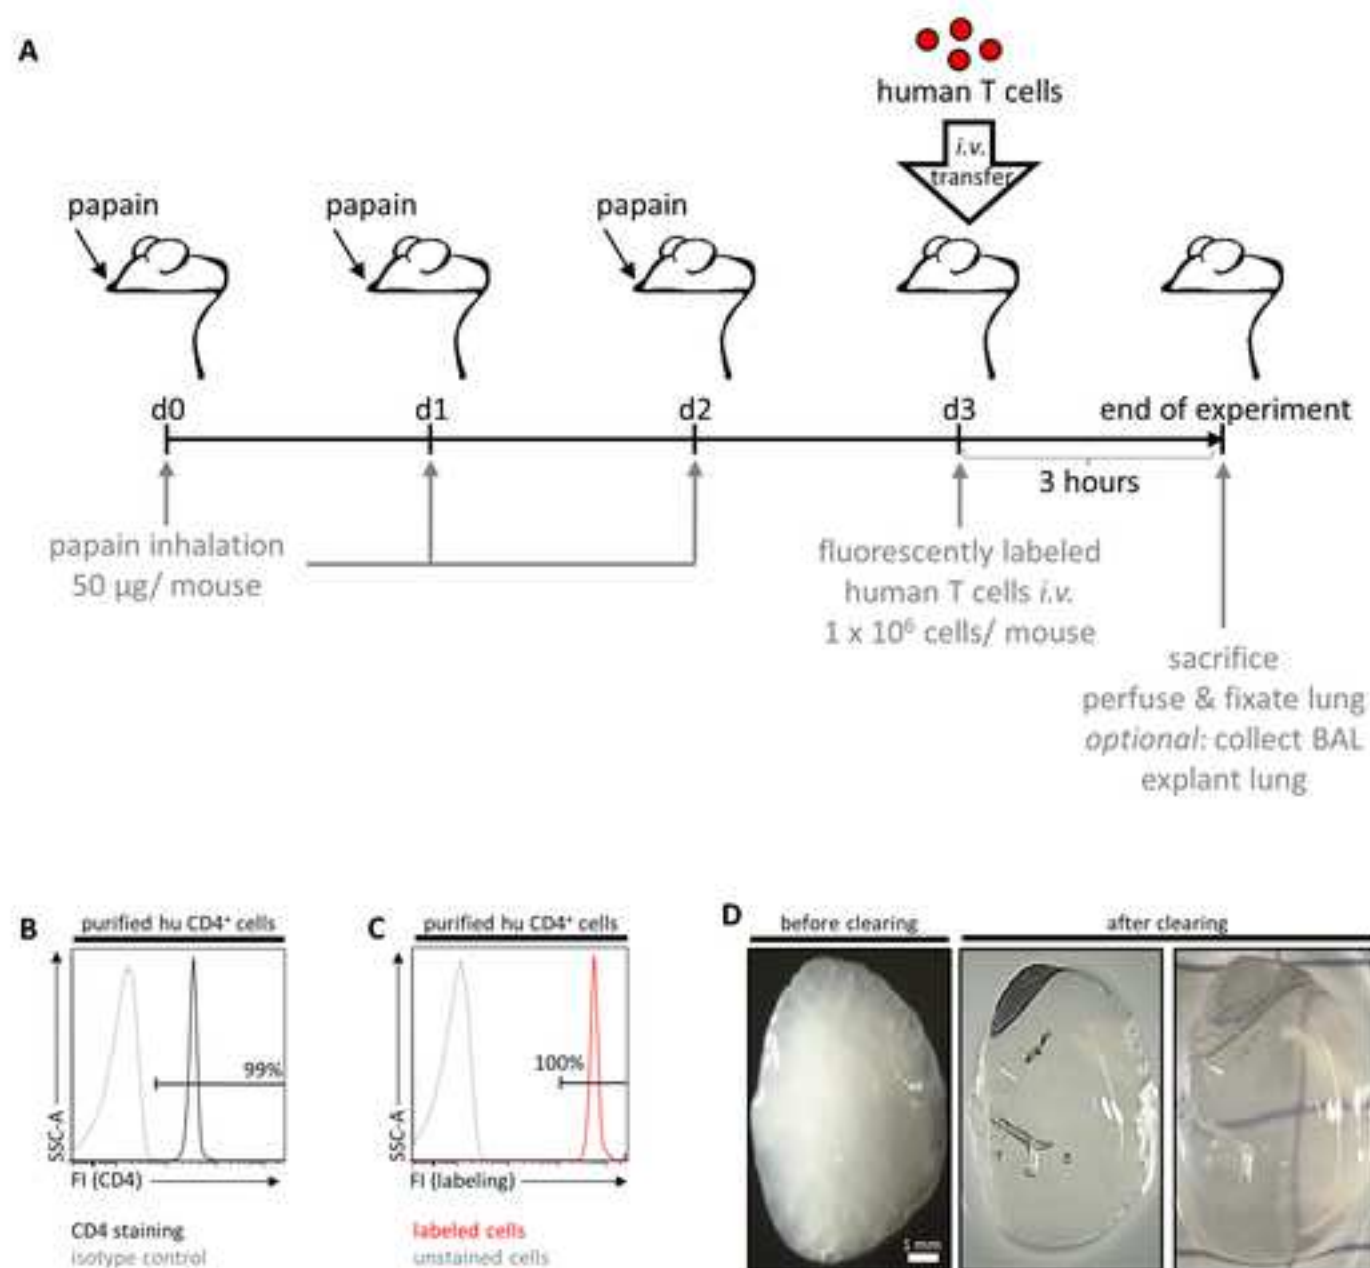 A
human T cells
i.v.
transfer
papain
papain
papain
d0
d1
d2
d3
end of experiment
3 hours
papain inhalation
50 µg/ mouse
fluorescently labeled
human T cells i.v.
1 x 10⁶ cells/ mouse
sacrifice
perfuse & fixate lung
optional: collect BAL
explant lung
B
purified hu CD4⁺ cells
99%
SSC-A
FI (CD4)
CD4 staining
isotype control
C
purified hu CD4⁺ cells
100%
SSC-A
FI (labeling)
labeled cells
unstained cells
D
before clearing
after clearing
5 mm